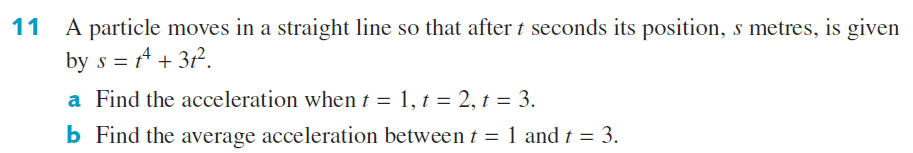 11 A particle moves in a straight line so that after t seconds its position, s metres, is given
by s = t⁴ + 3t².
a Find the acceleration when t = 1, t = 2, t = 3.
b Find the average acceleration between t = 1 and t = 3.